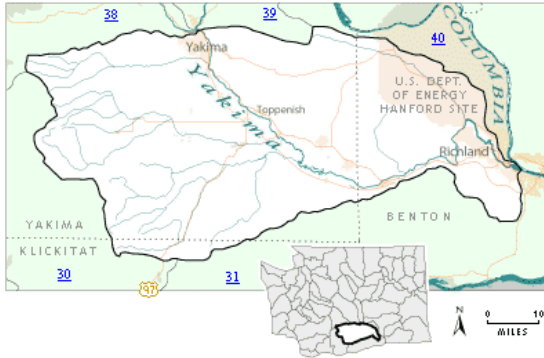 38
39
40
COLUMBIA
Yakima
U.S. DEPT.
OF ENERGY
HANFORD SITE
Yakima
Toppenish
Richland
YAKIMA
BENTON
KLICKITAT
30
31
97
N
0 10
MILES